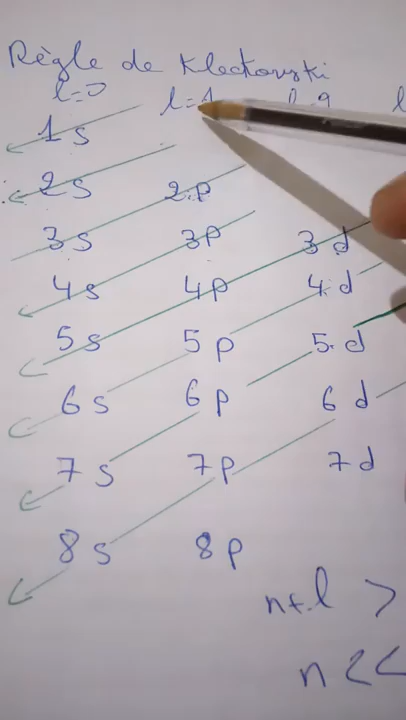 Règle de Klechowski
l=0 l=1 l
1s
2s 2p
3s 3p 3d
4s 4p 4d
5s 5p 5d
6s 6p 6d
7s 7p 7d
8s 8p
n+l >
n <<